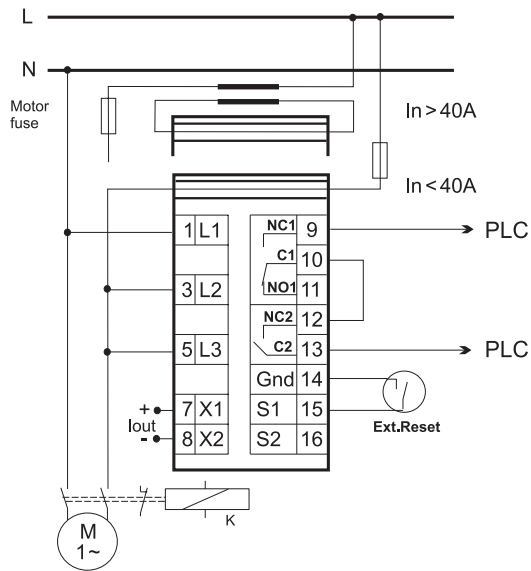 L
N
Motor
fuse
In>40A
In<40A
1 L1 NC1 9 PLC
C1 10
3 L2 NO1 11
NC2 12
5 L3 C2 13 PLC
Gnd 14
+ 7 X1 S1 15
Iout
- 8 X2 S2 16
Ext.Reset
K
M
1~